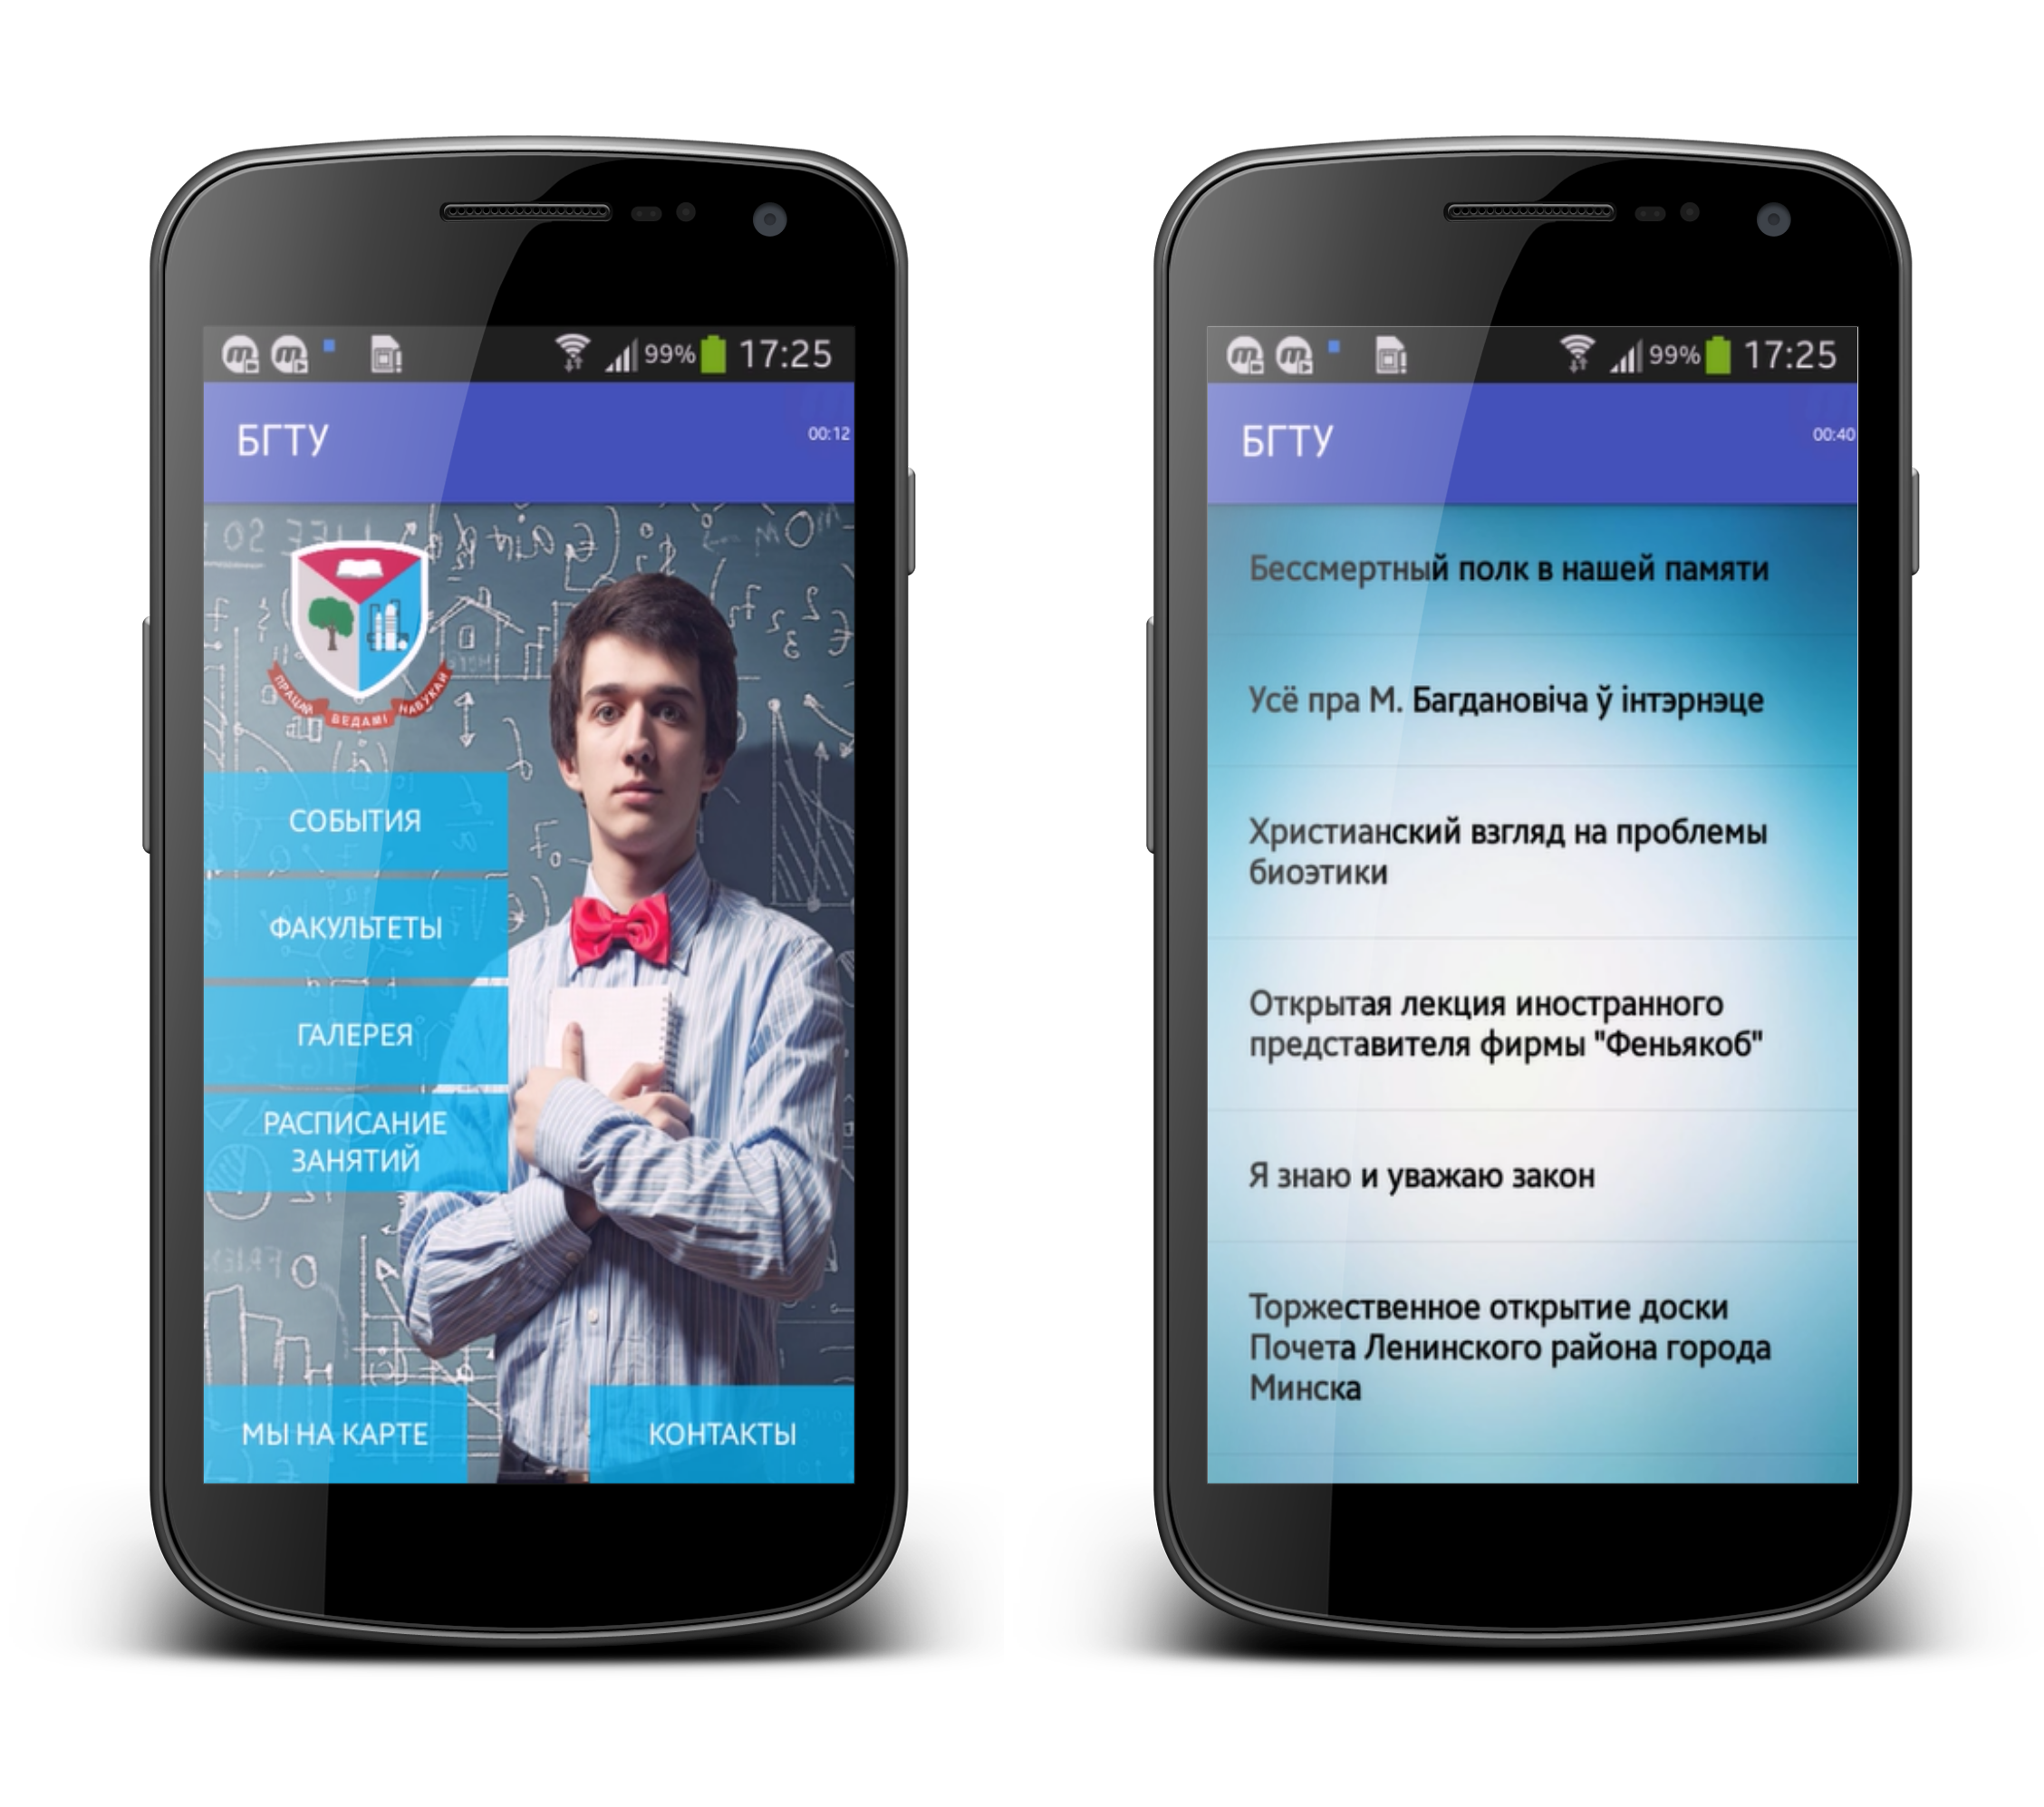 99% 17:25
БГТУ
00:12
ПРАЦАЙ ВЕДАМІ НАВУКАЙ
СОБЫТИЯ
ФАКУЛЬТЕТЫ
ГАЛЕРЕЯ
РАСПИСАНИЕ
ЗАНЯТИЙ
МЫ НА КАРТЕ
КОНТАКТЫ
99% 17:25
БГТУ
00:40
Бессмертный полк в нашей памяти
Усё пра М. Багдановіча ў інтэрнэце
Христианский взгляд на проблемы
биоэтики
Открытая лекция иностранного
представителя фирмы "Феньякоб"
Я знаю и уважаю закон
Торжественное открытие доски
Почета Ленинского района города
Минска